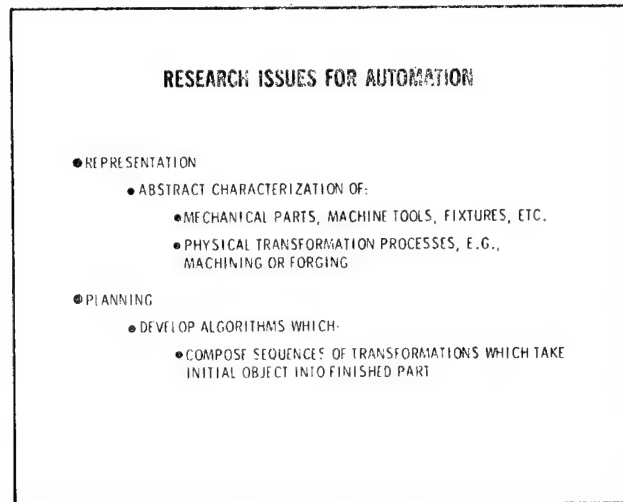 RESEARCH ISSUES FOR AUTOMATION
● REPRESENTATION
● ABSTRACT CHARACTERIZATION OF:
● MECHANICAL PARTS, MACHINE TOOLS, FIXTURES, ETC.
● PHYSICAL TRANSFORMATION PROCESSES, E.G.,
MACHINING OR FORGING
● PLANNING
● DEVELOP ALGORITHMS WHICH·
● COMPOSE SEQUENCES OF TRANSFORMATIONS WHICH TAKE
INITIAL OBJECT INTO FINISHED PART